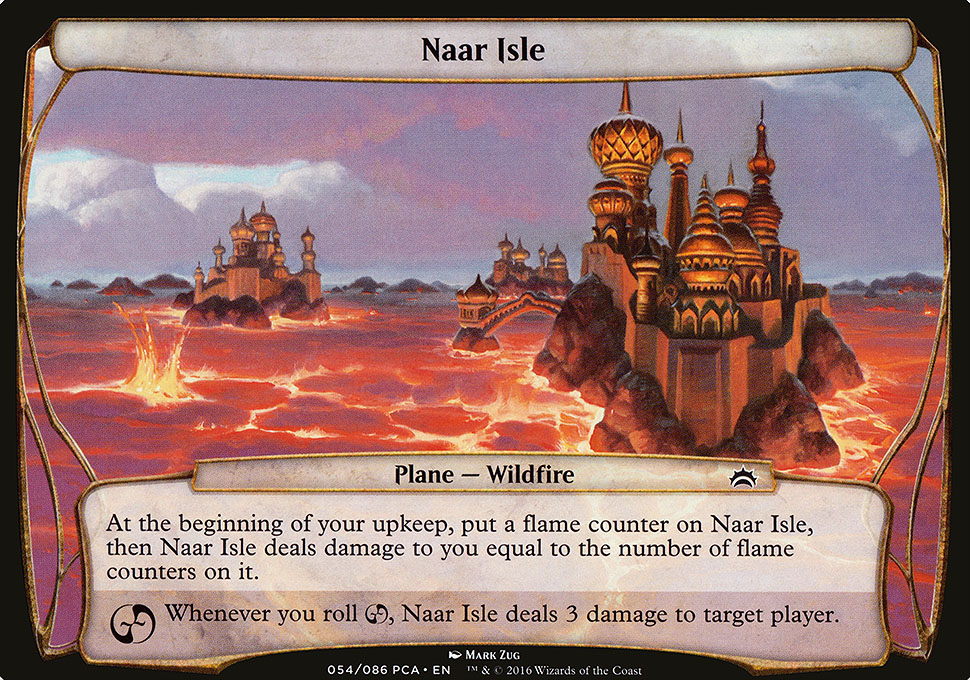 Naar Isle
Plane — Wildfire
At the beginning of your upkeep, put a flame counter on Naar Isle,
then Naar Isle deals damage to you equal to the number of flame
counters on it.
Whenever you roll , Naar Isle deals 3 damage to target player.
Mark Zug
054/086 PCA • EN ™ & © 2016 Wizards of the Coast